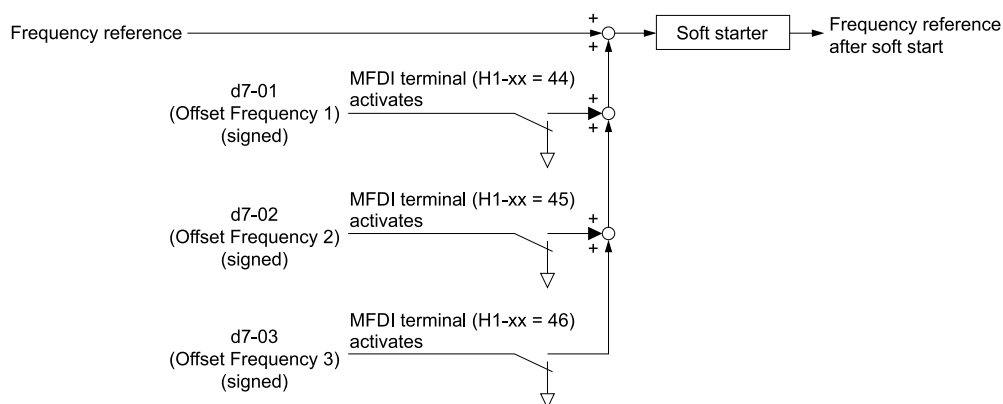 +
Frequency reference
+
Soft starter
Frequency reference
after soft start
d7-01
(Offset Frequency 1)
(signed)
MFDI terminal (H1-xx = 44)
activates
+
+
d7-02
(Offset Frequency 2)
(signed)
MFDI terminal (H1-xx = 45)
activates
+
+
d7-03
(Offset Frequency 3)
(signed)
MFDI terminal (H1-xx = 46)
activates